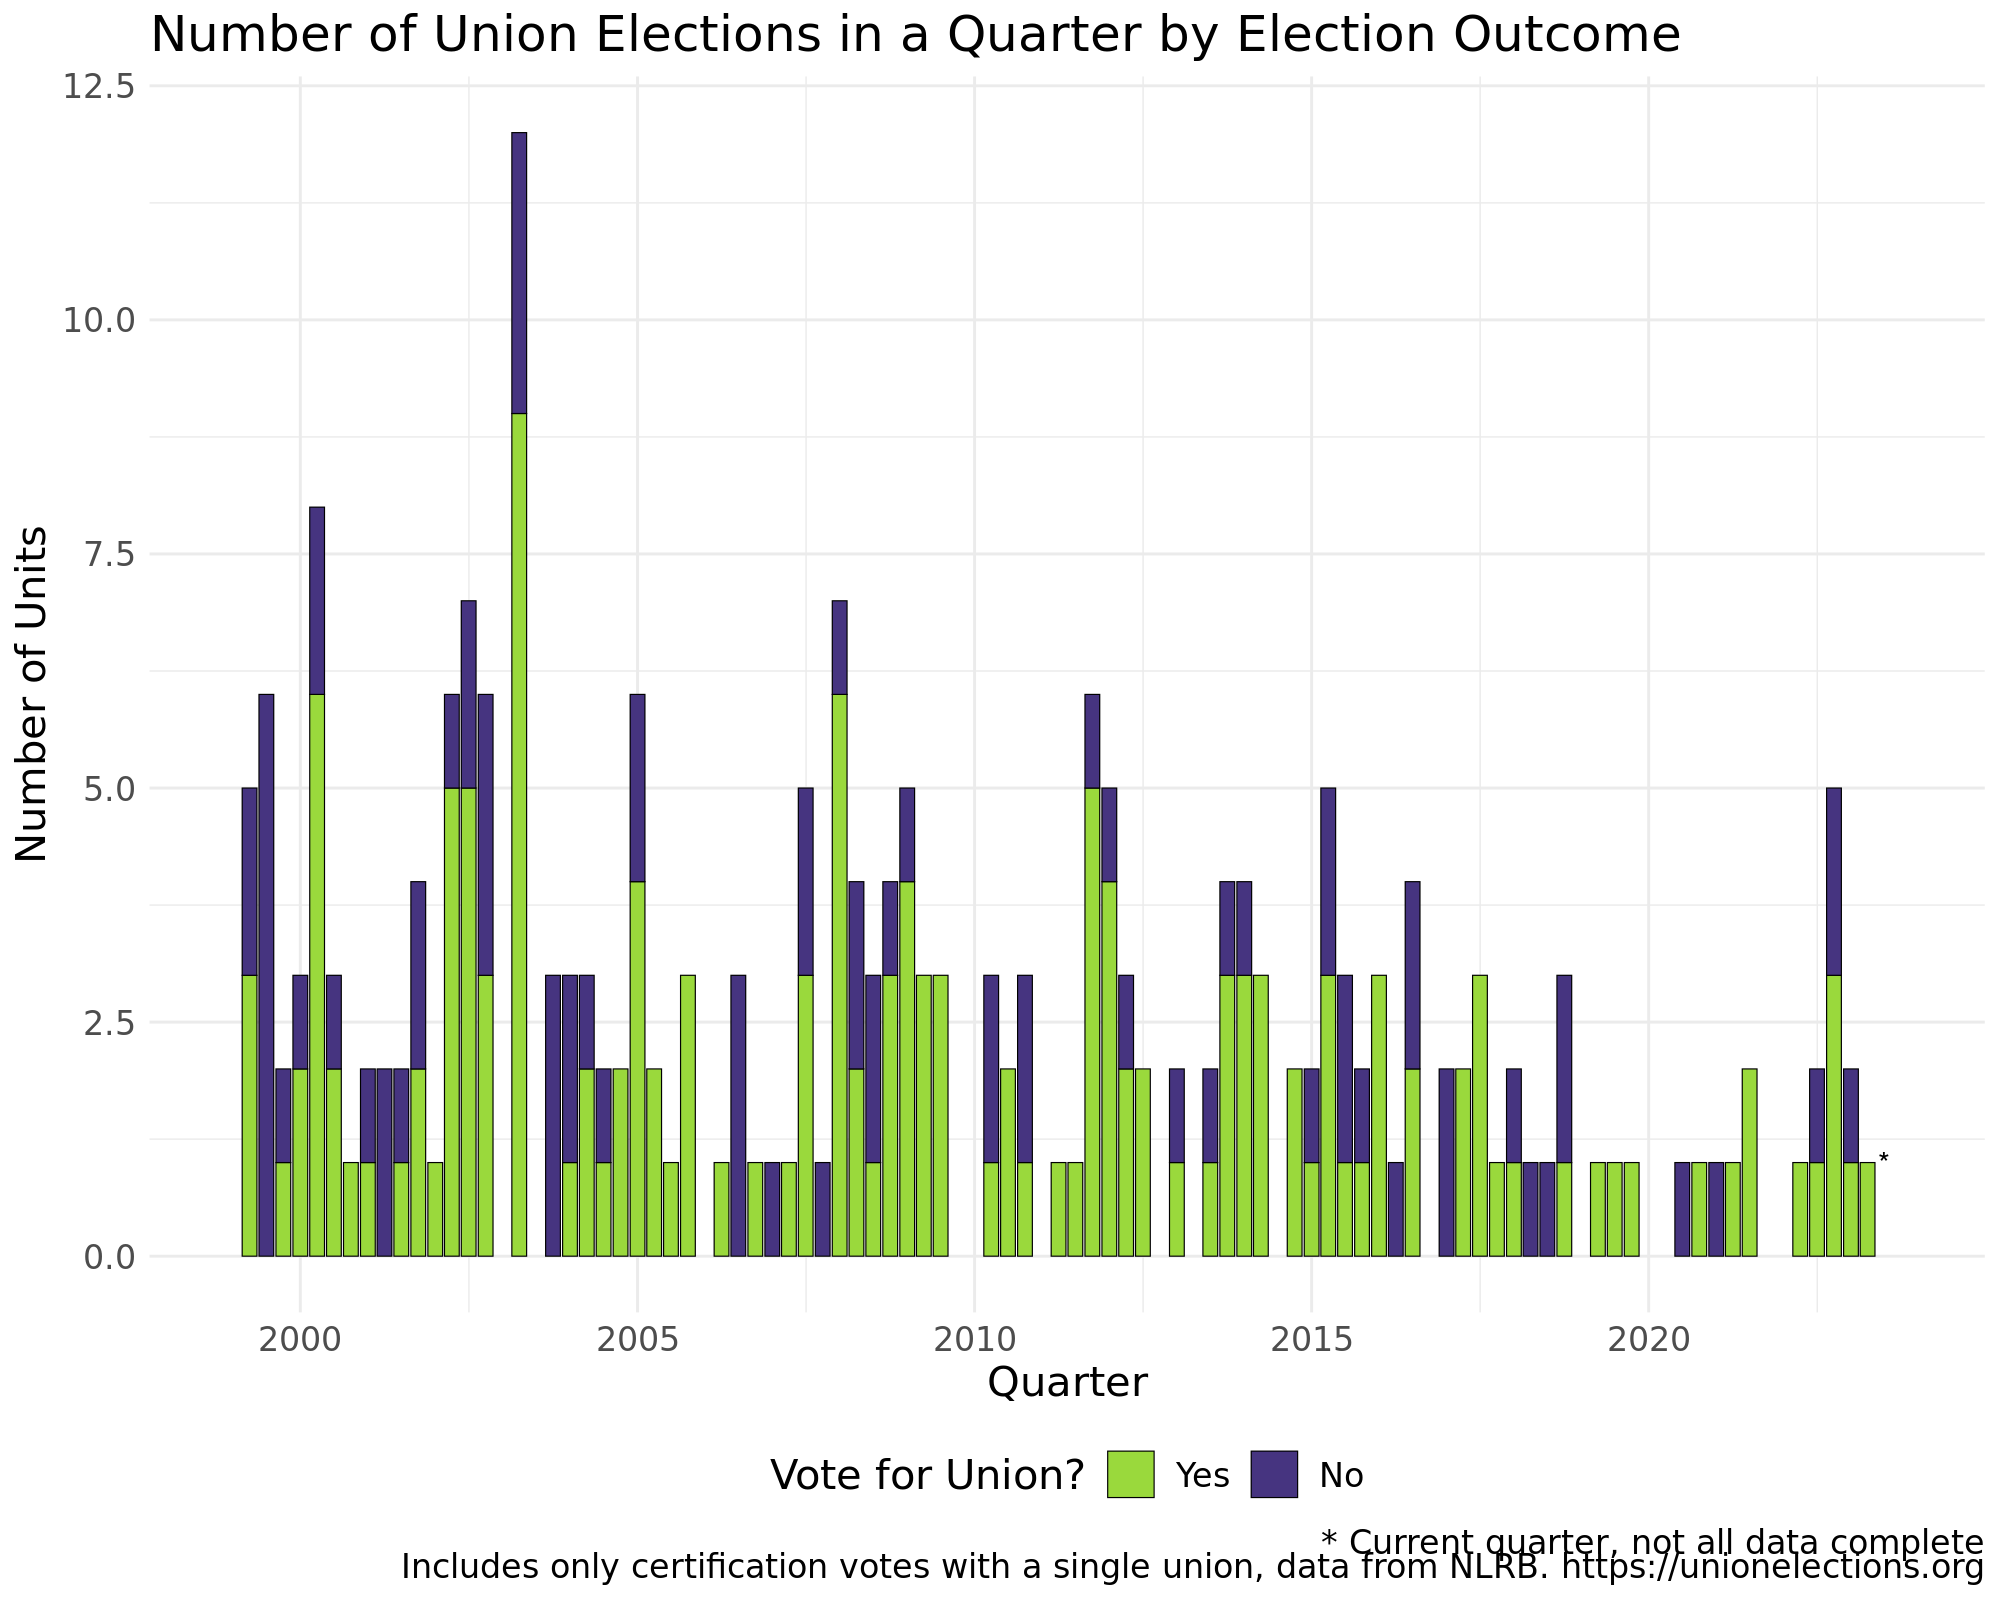 Number of Union Elections in a Quarter by Election Outcome
12.5
10.0
7.5
5.0
2.5
0.0
Number of Units
*
2000 2005 2010 2015 2020
Quarter
Vote for Union? Yes No
* Current quarter, not all data complete
Includes only certification votes with a single union, data from NLRB. https://unionelections.org